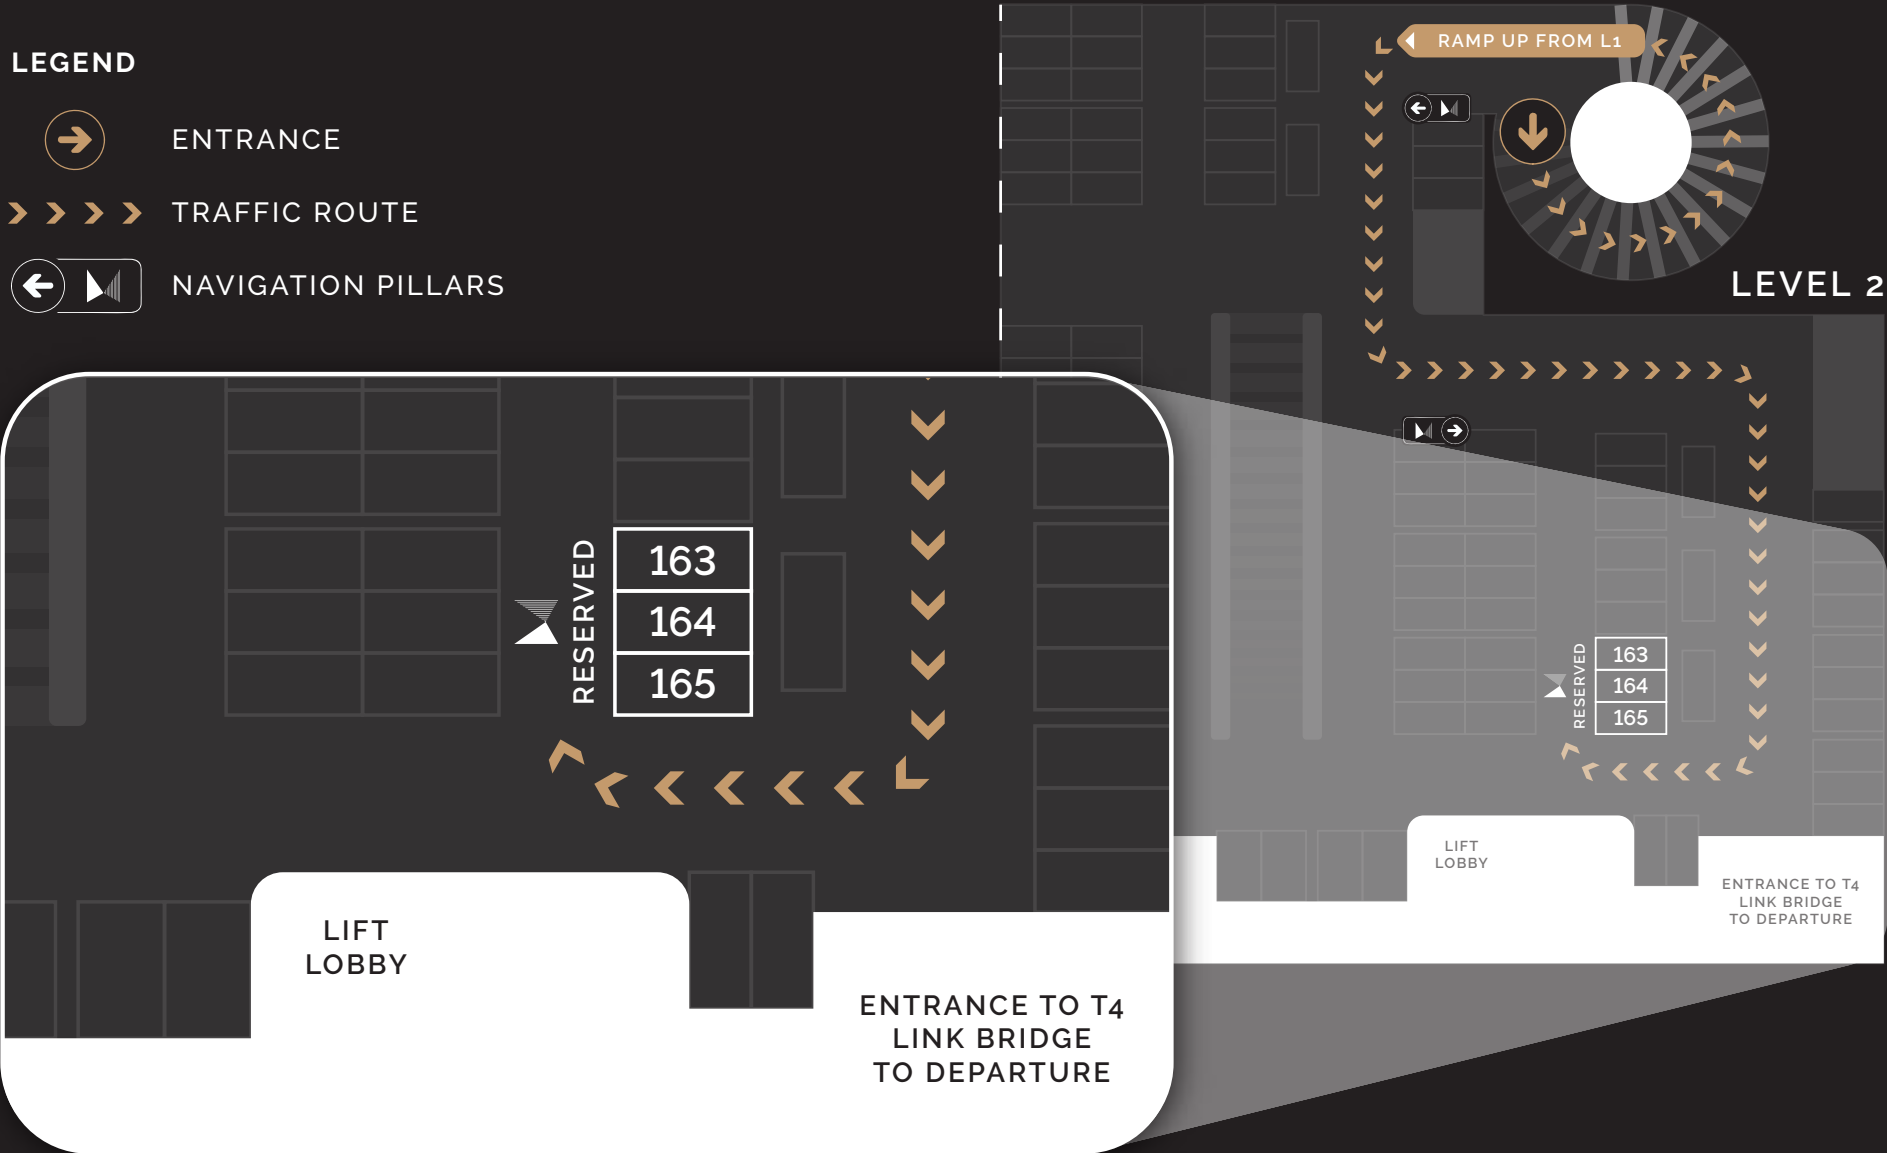 LEGEND
ENTRANCE
TRAFFIC ROUTE
NAVIGATION PILLARS
RAMP UP FROM L1
LEVEL 2
RESERVED
163
164
165
LIFT
LOBBY
ENTRANCE TO T4
LINK BRIDGE
TO DEPARTURE
RESERVED
163
164
165
LIFT
LOBBY
ENTRANCE TO T4
LINK BRIDGE
TO DEPARTURE